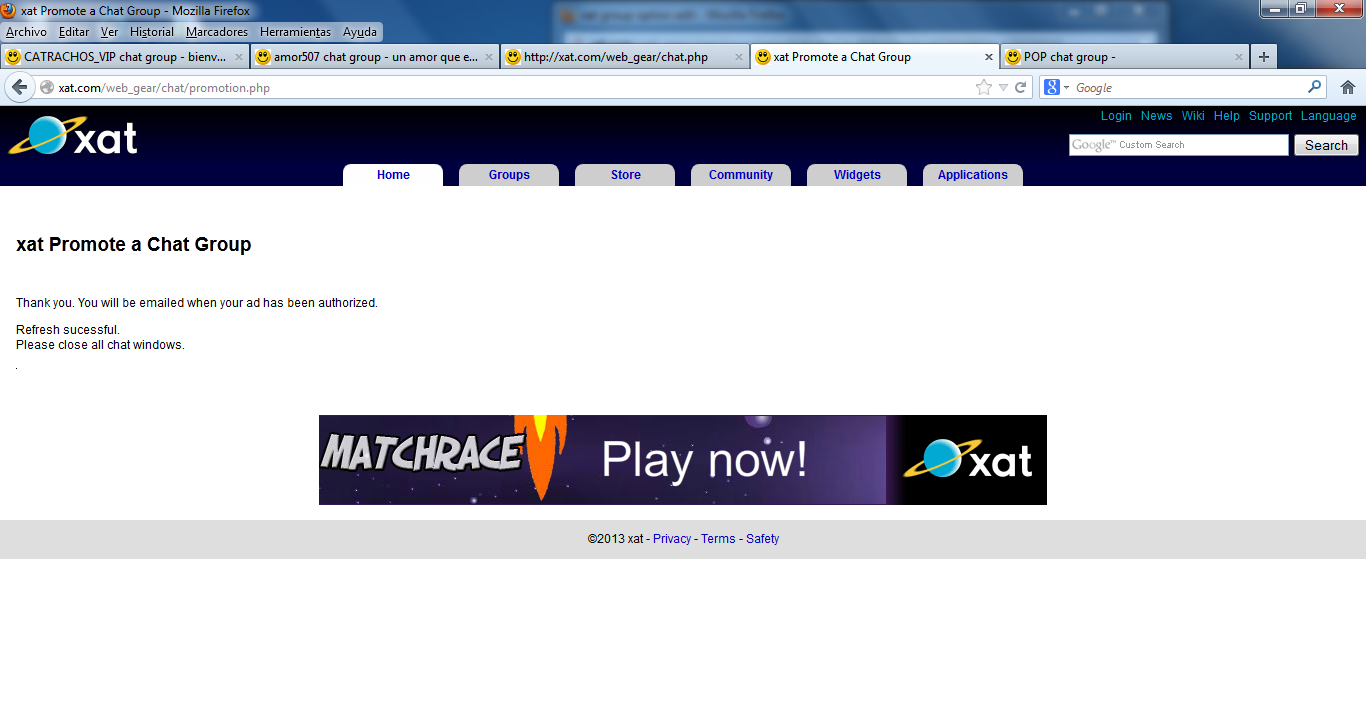 xat Promote a Chat Group - Mozilla Firefox
Archivo Editar Ver Historial Marcadores Herramientas Ayuda
CATRACHOS_VIP chat group - bienv... amor507 chat group - un amor que e... http://xat.com/web_gear/chat.php xat Promote a Chat Group POP chat group -
xat.com/web_gear/chat/promotion.php Google
xat
Login News Wiki Help Support Language
Google™ Custom Search Search
Home Groups Store Community Widgets Applications
xat Promote a Chat Group
Thank you. You will be emailed when your ad has been authorized.
Refresh sucessful.
Please close all chat windows.
.
MATCHRACE Play now! xat
©2013 xat - Privacy - Terms - Safety